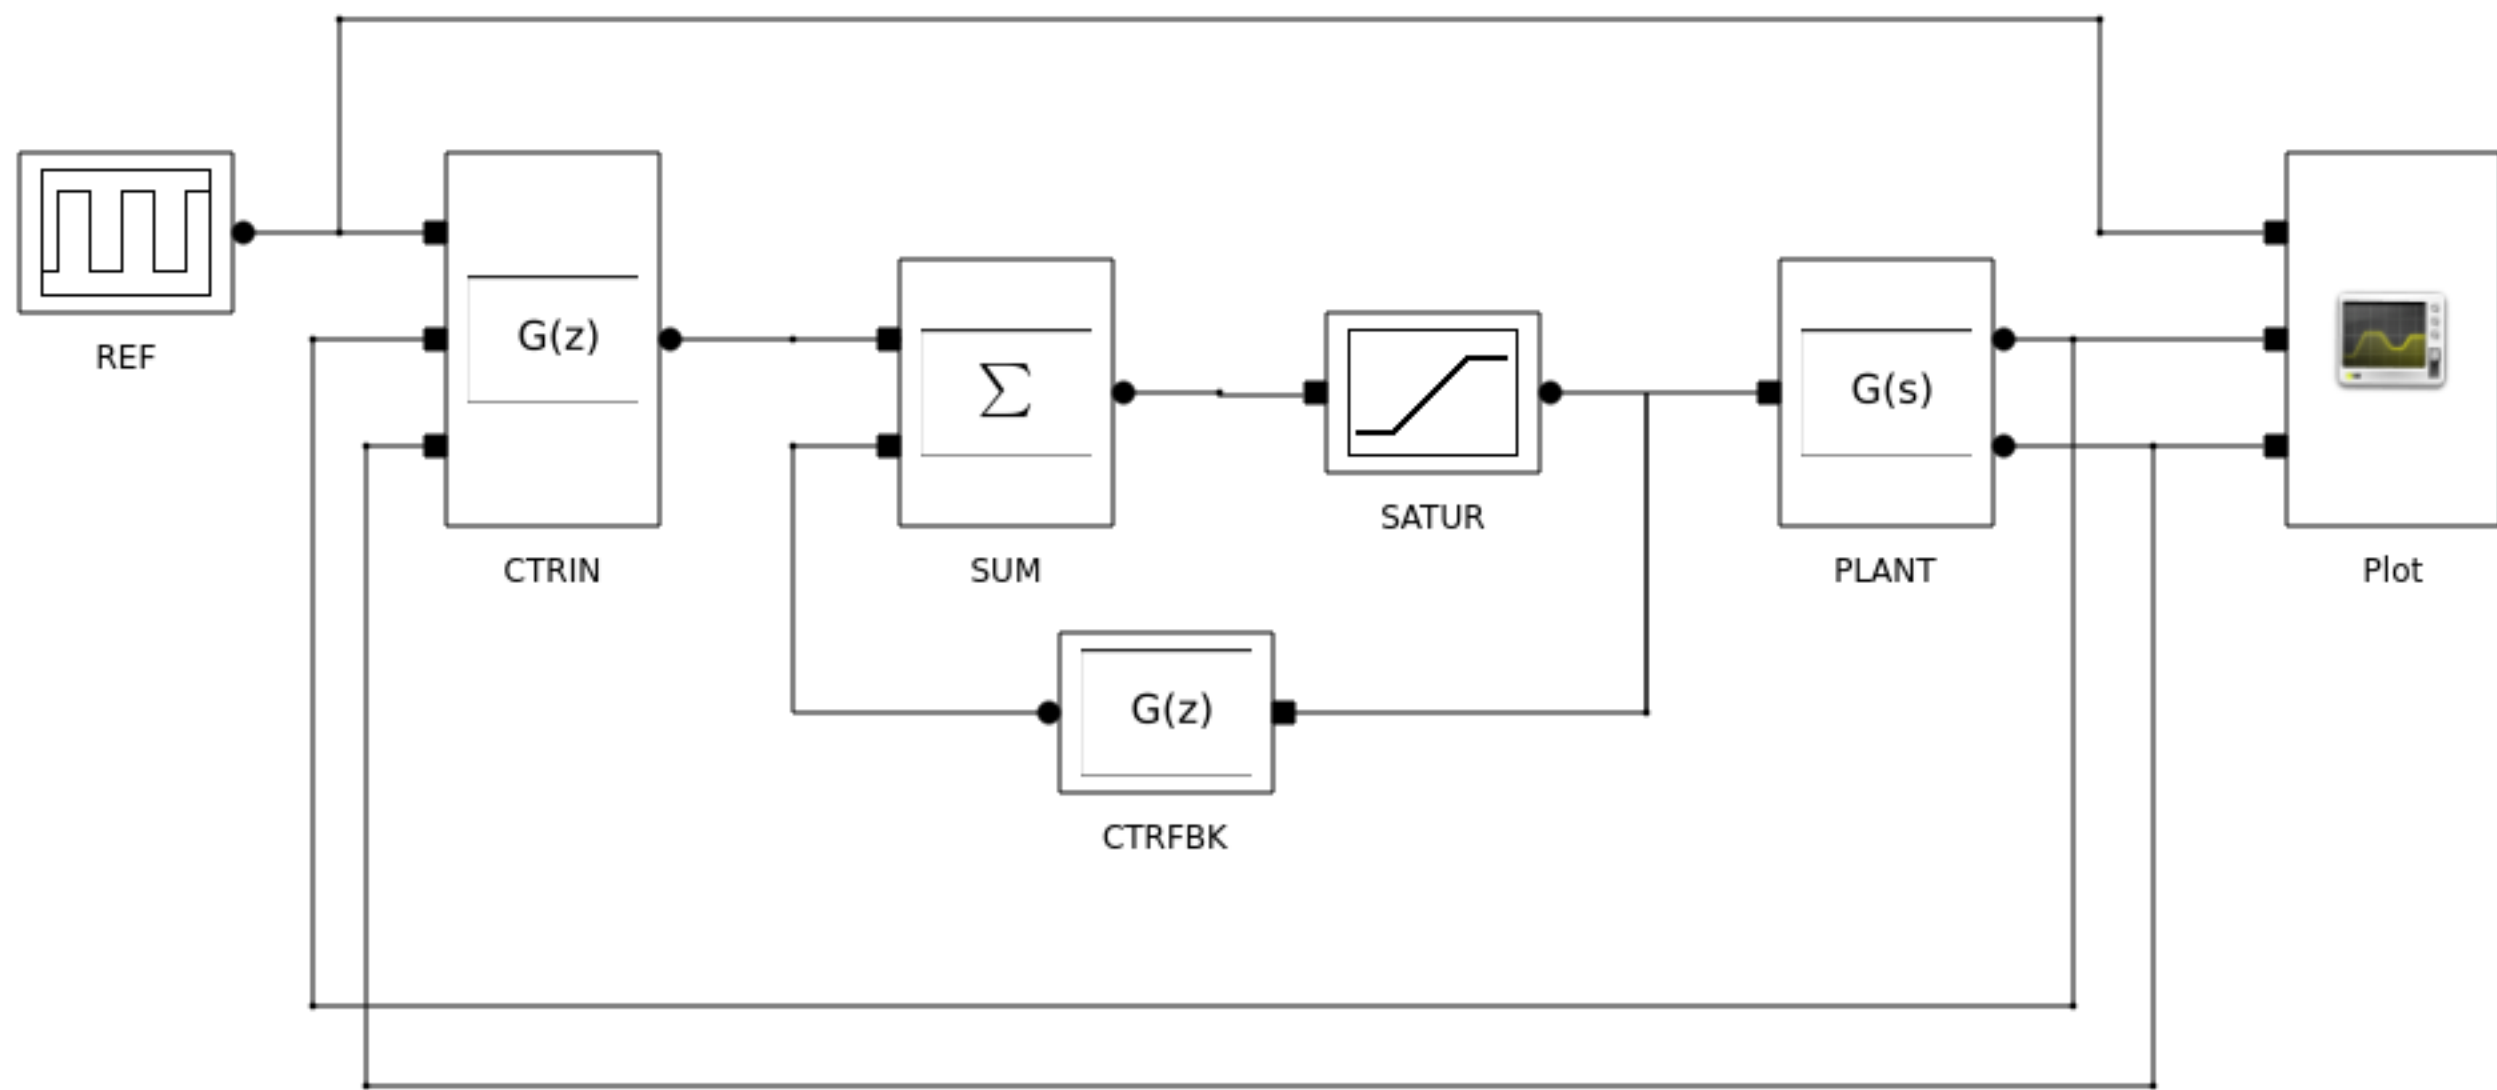 REF
G(z)
CTRIN
∑
SUM
SATUR
G(s)
PLANT
Plot
G(z)
CTRFBK